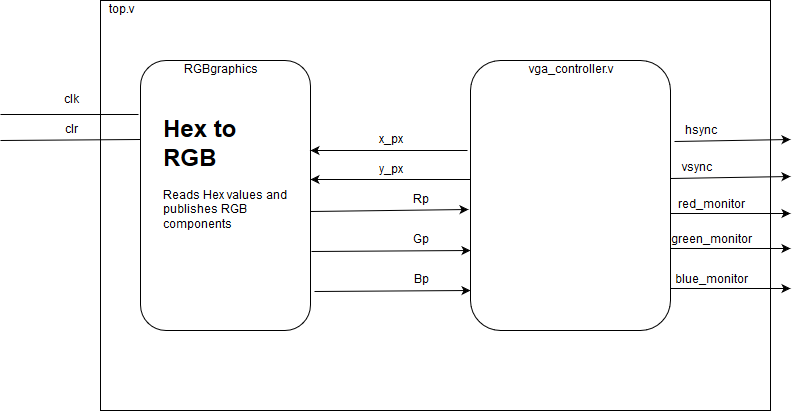 top.v
RGBgraphics
vga_controller.v
clk
clr
Hex to
RGB
Reads Hex values and
publishes RGB
components
x_px
y_px
Rp
Gp
Bp
hsync
vsync
red_monitor
green_monitor
blue_monitor